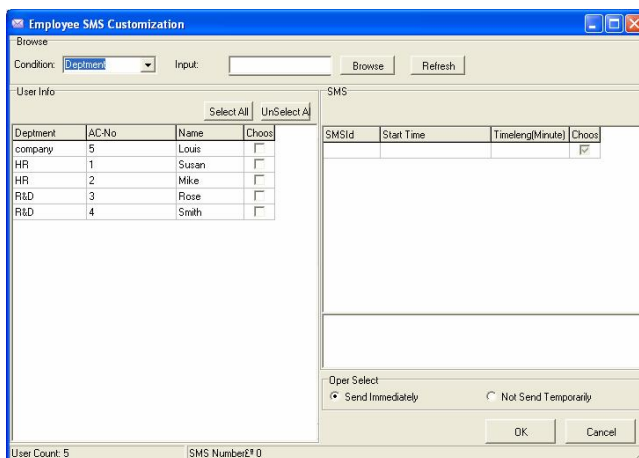 Employee SMS Customization
Browse
Condition: Deptment Input: Browse Refresh
User Info
Select All UnSelect A
Deptment AC-No Name Choos
company 5 Louis
HR 1 Susan
HR 2 Mike
R&D 3 Rose
R&D 4 Smith
SMS
SMSId Start Time Timeleng(Minute) Choos
Oper Select
Send Immediately Not Send Temporarily
OK Cancel
User Count: 5 SMS Number£º 0